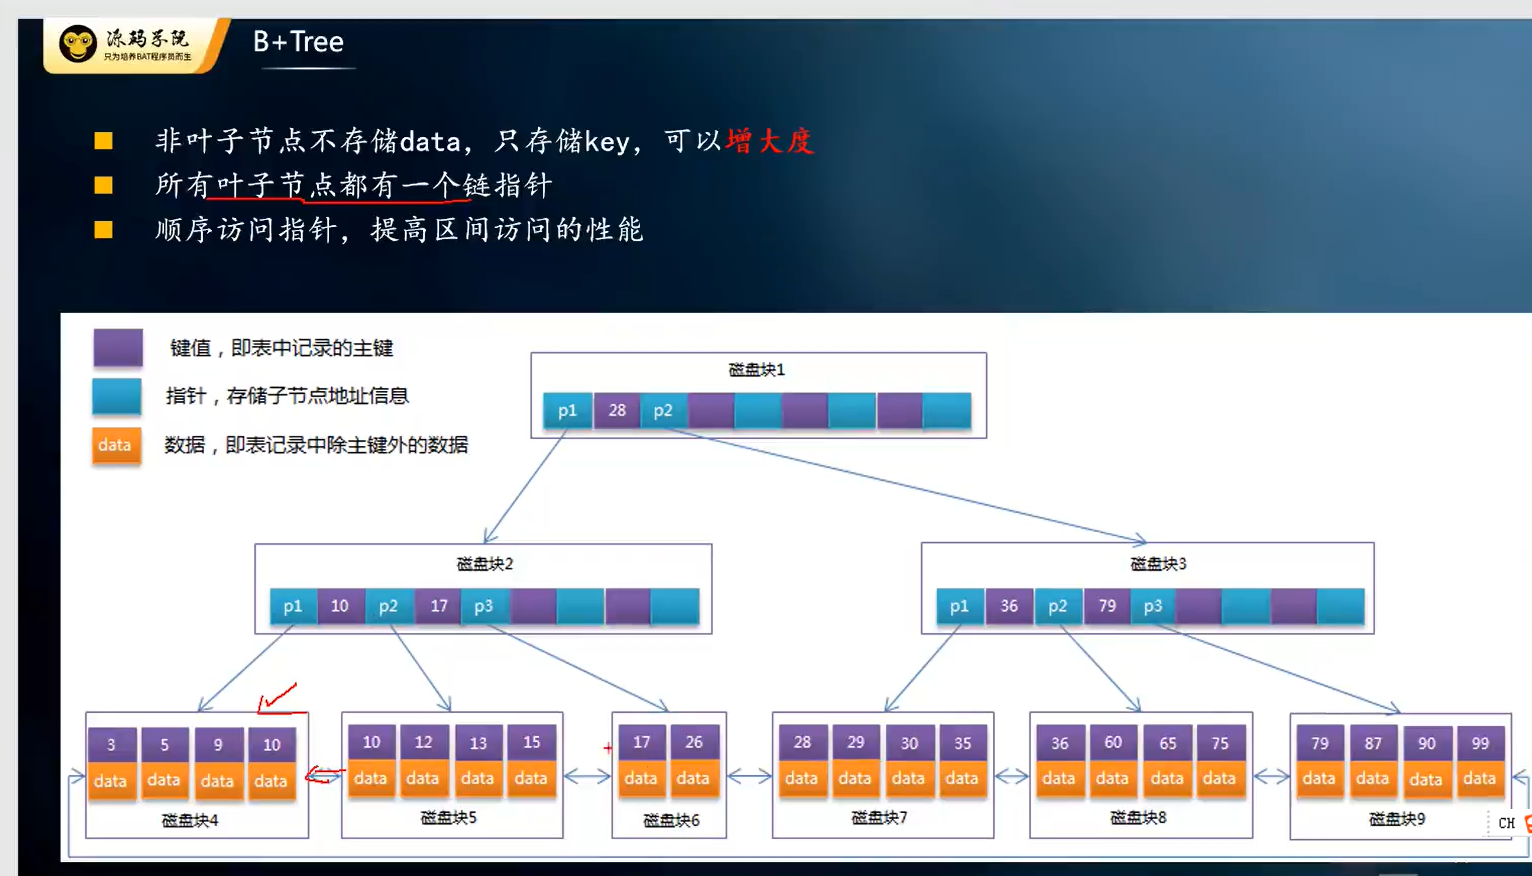 源码学院
只为培养BAT程序员而生
B+Tree
非叶子节点不存储data，只存储key，可以增大度
所有叶子节点都有一个链指针
顺序访问指针，提高区间访问的性能
键值，即表中记录的主键
指针，存储子节点地址信息
data 数据，即表记录中除主键外的数据
磁盘块1
p1 28 p2
磁盘块2
p1 10 p2 17 p3
磁盘块3
p1 36 p2 79 p3
3 5 9 10
data data data data
磁盘块4
10 12 13 15
data data data data
磁盘块5
17 26
data data
磁盘块6
28 29 30 35
data data data data
磁盘块7
36 60 65 75
data data data data
磁盘块8
79 87 90 99
data data data data
磁盘块9
CH